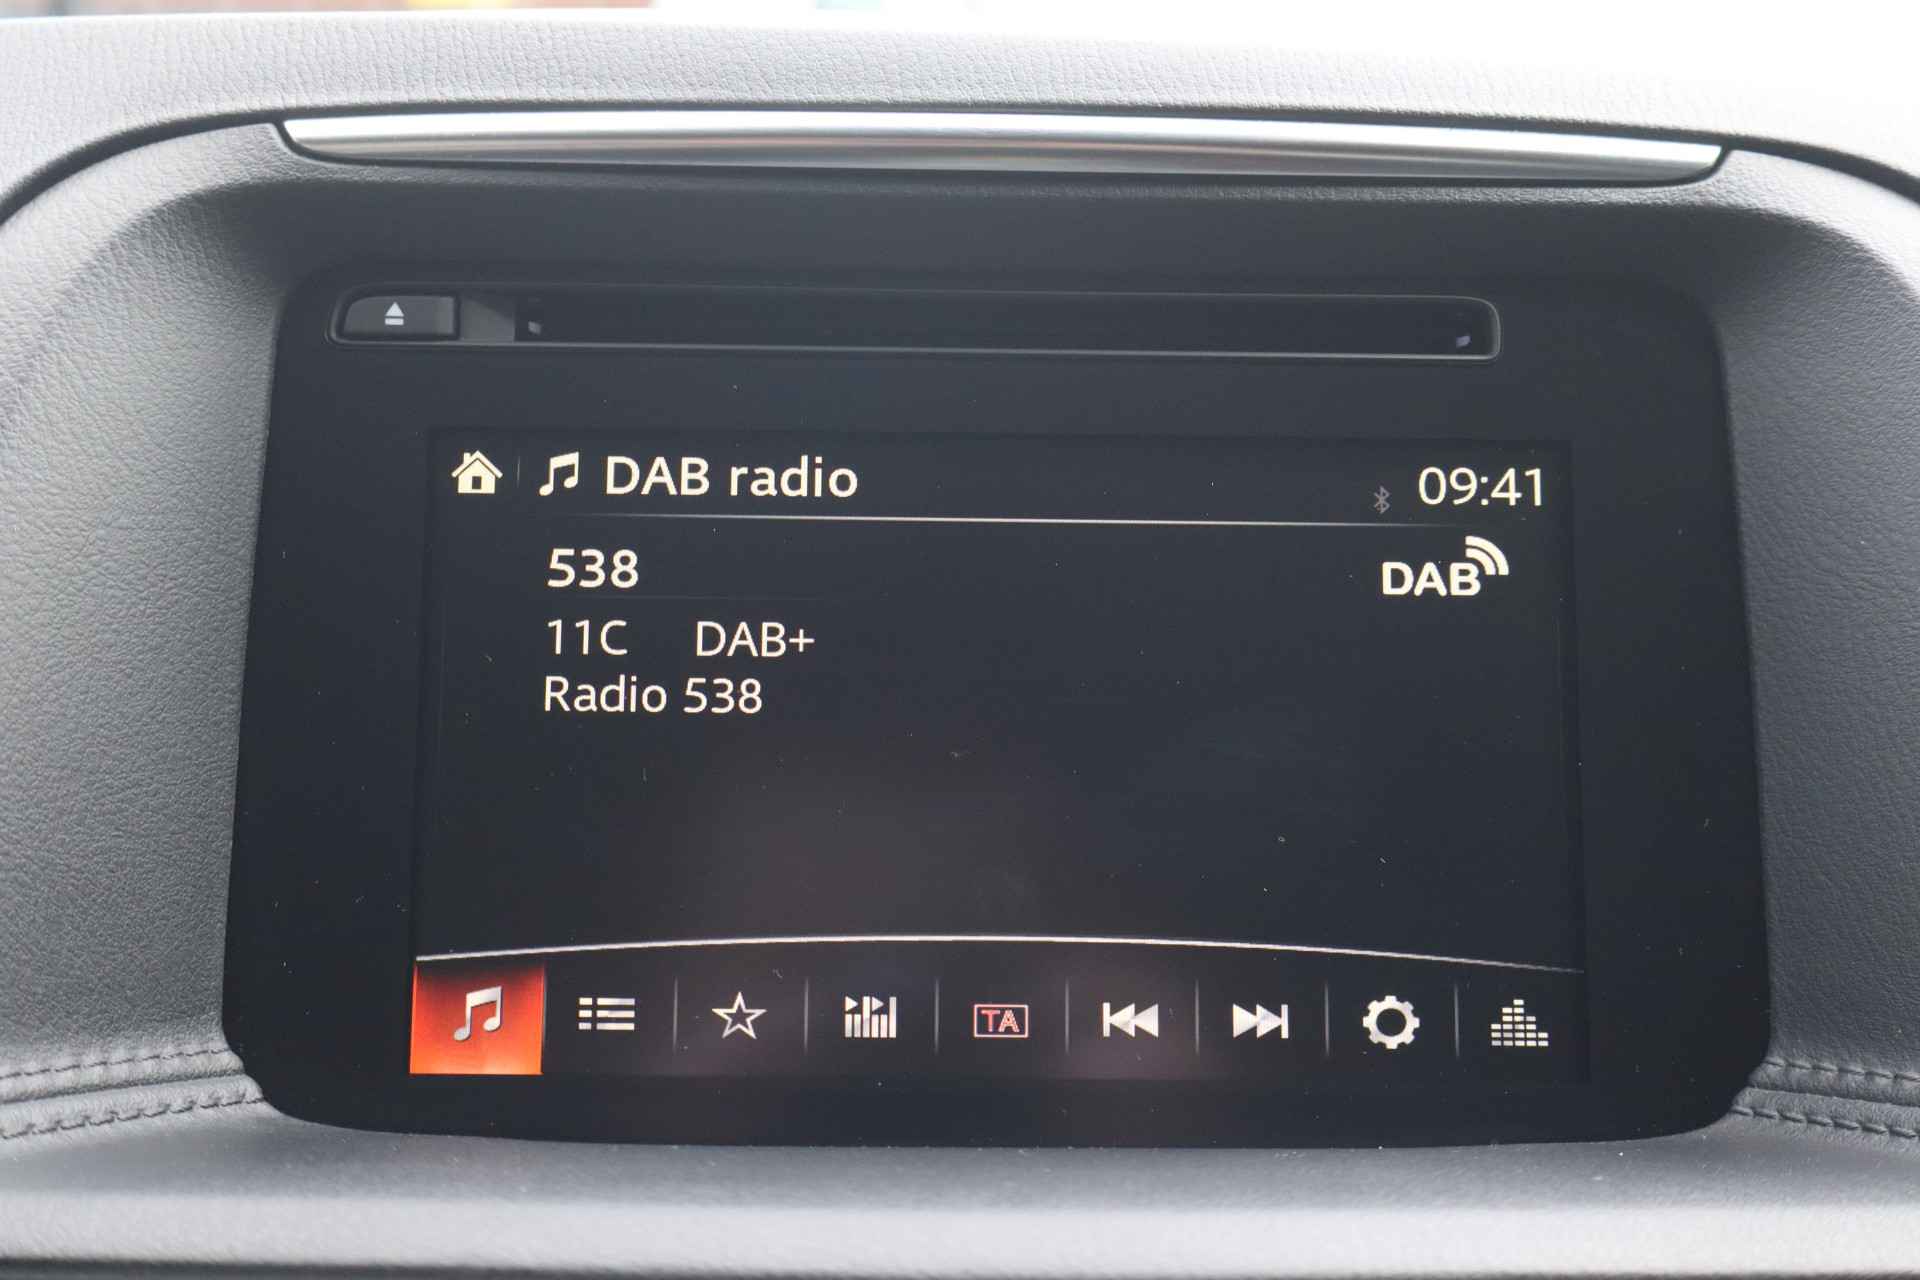 DAB radio
09:41
538
DAB
11C DAB+
Radio 538
TA